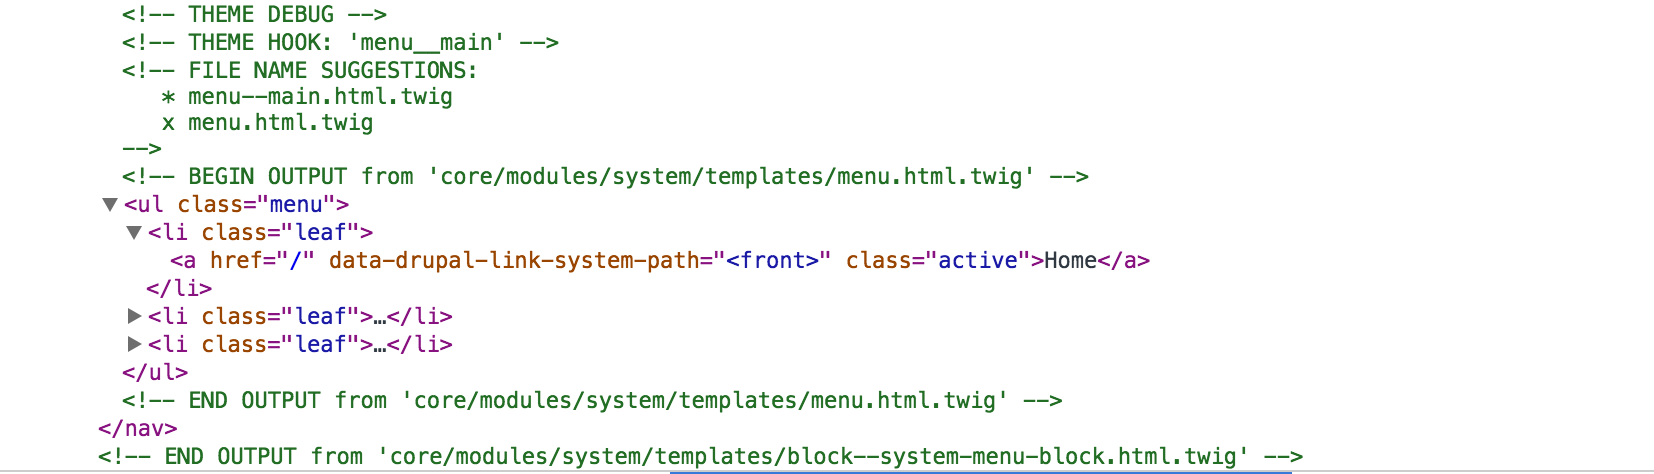 <!-- THEME DEBUG -->
<!-- THEME HOOK: 'menu__main' -->
<!-- FILE NAME SUGGESTIONS:
* menu--main.html.twig
x menu.html.twig
-->
<!-- BEGIN OUTPUT from 'core/modules/system/templates/menu.html.twig' -->
▼<ul class="menu">
▼<li class="leaf">
<a href="/" data-drupal-link-system-path="<front>" class="active">Home</a>
</li>
▶<li class="leaf">…</li>
▶<li class="leaf">…</li>
</ul>
<!-- END OUTPUT from 'core/modules/system/templates/menu.html.twig' -->
</nav>
<!-- END OUTPUT from 'core/modules/system/templates/block--system-menu-block.html.twig' -->